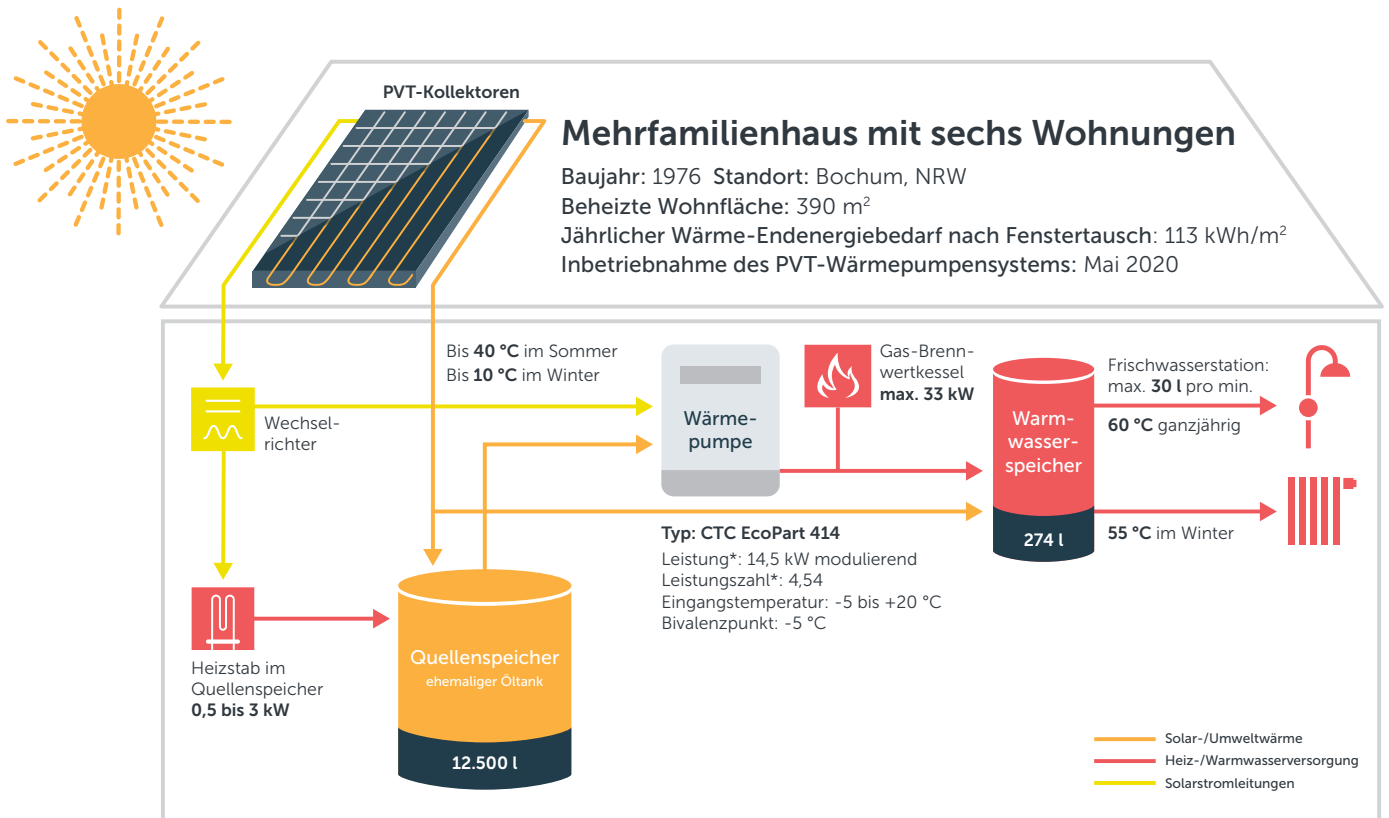 PVT-Kollektoren
Mehrfamilienhaus mit sechs Wohnungen
Baujahr: 1976 Standort: Bochum, NRW
Beheizte Wohnfläche: 390 m²
Jährlicher Wärme-Endenergiebedarf nach Fenstertausch: 113 kWh/m²
Inbetriebnahme des PVT-Wärmepumpensystems: Mai 2020
Bis 40 °C im Sommer
Bis 10 °C im Winter
Wechsel-
richter
Wärme-
pumpe
Gas-Brenn-
wertkessel
max. 33 kW
Warm-
wasser-
speicher
274 l
Frischwasserstation:
max. 30 l pro min.
60 °C ganzjährig
55 °C im Winter
Typ: CTC EcoPart 414
Leistung*: 14,5 kW modulierend
Leistungszahl*: 4,54
Eingangstemperatur: -5 bis +20 °C
Bivalenzpunkt: -5 °C
Heizstab im
Quellenspeicher
0,5 bis 3 kW
Quellenspeicher
ehemaliger Öltank
12.500 l
Solar-/Umweltwärme
Heiz-/Warmwasserversorgung
Solarstromleitungen